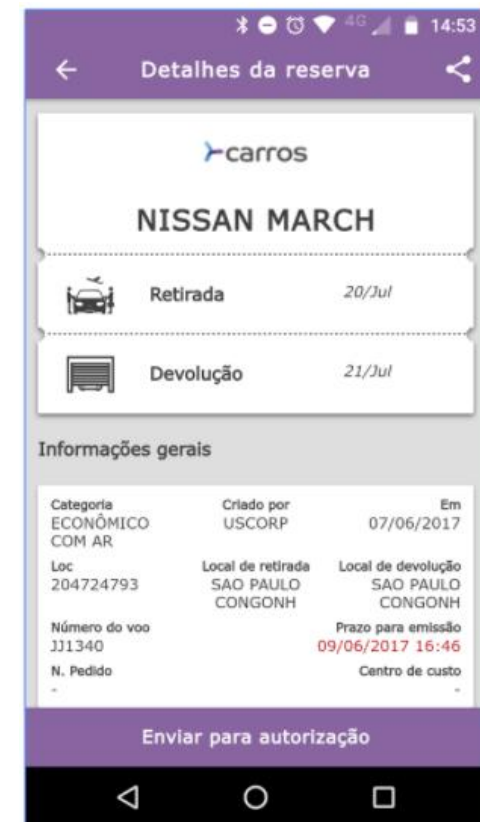 4G 14:53
Detalhes da reserva
carros
NISSAN MARCH
Retirada 20/Jul
Devolução 21/Jul
Informações gerais
Categoria Criado por Em
ECONÔMICO USCORP 07/06/2017
COM AR
Loc Local de retirada Local de devolução
204724793 SAO PAULO SAO PAULO
CONGONH CONGONH
Número do voo Prazo para emissão
JJ1340 09/06/2017 16:46
N. Pedido Centro de custo
- -
Enviar para autorização